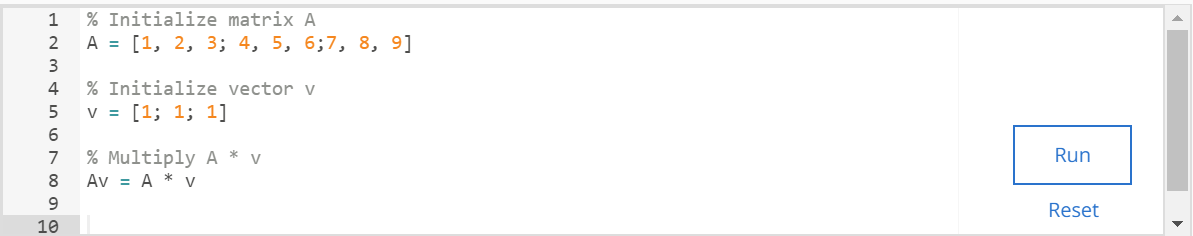 1 % Initialize matrix A
2 A = [1, 2, 3; 4, 5, 6;7, 8, 9]
3
4 % Initialize vector v
5 v = [1; 1; 1]
6
7 % Multiply A * v
8 Av = A * v
9
10
Run
Reset